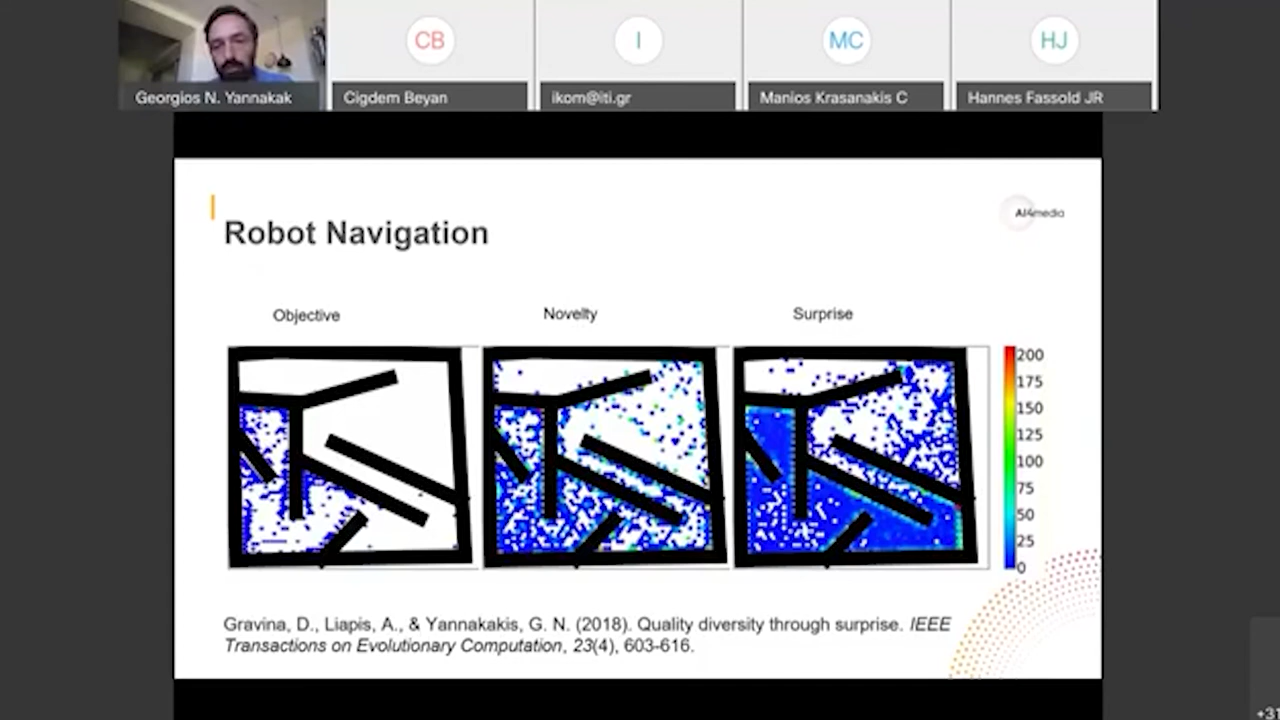 CB
I
MC
HJ
Georgios N. Yannakak
Cigdem Beyan
ikom@iti.gr
Manios Krasanakis C
Hannes Fassold JR
AI4media
Robot Navigation
Objective
Novelty
Surprise
200
175
150
125
100
75
50
25
0
Gravina, D., Liapis, A., & Yannakakis, G. N. (2018). Quality diversity through surprise. IEEE
Transactions on Evolutionary Computation, 23(4), 603-616.